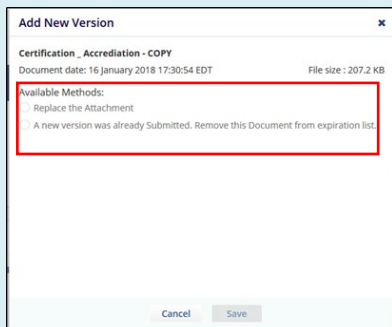 Add New Version ×
Certification _ Accrediation - COPY
Document date: 16 January 2018 17:30:54 EDT File size : 207.2 KB
Available Methods:
Replace the Attachment
A new version was already Submitted. Remove this Document from expiration list.
Cancel Save